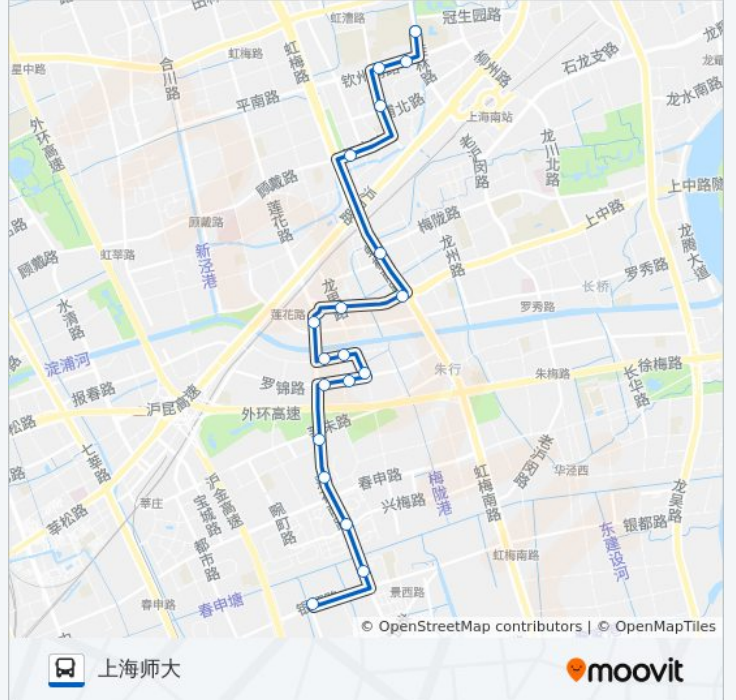 虹漕路
冠生园路
虹梅路
虹梅路
柳州路
石龙支路
星中路
合川路
平南路
龙水南路
上海南站
外环高速
老沪闵路
龙川北路
顾戴路
莲花路
上中路
梅陇路
顾戴路
新泾港
龙州路
虹莘路
顾戴路
罗秀路
龙腾大道
长桥
水清路
莲花路
罗秀路
淀浦河
朱行
朱梅路
徐梅路
长华路
报春路
罗锦路
沪昆高速
外环高速
七莘路
春申路
老沪闵路
华泾西
梅陇港
虹梅南路
莘庄
沪金高速
宝城路
畹町路
兴梅路
龙吴路
莘松路
都市路
银都路
东建设河
虹梅南路
春申路
春申塘
景西路
© OpenStreetMap contributors | © OpenMapTiles
上海师大
moovit